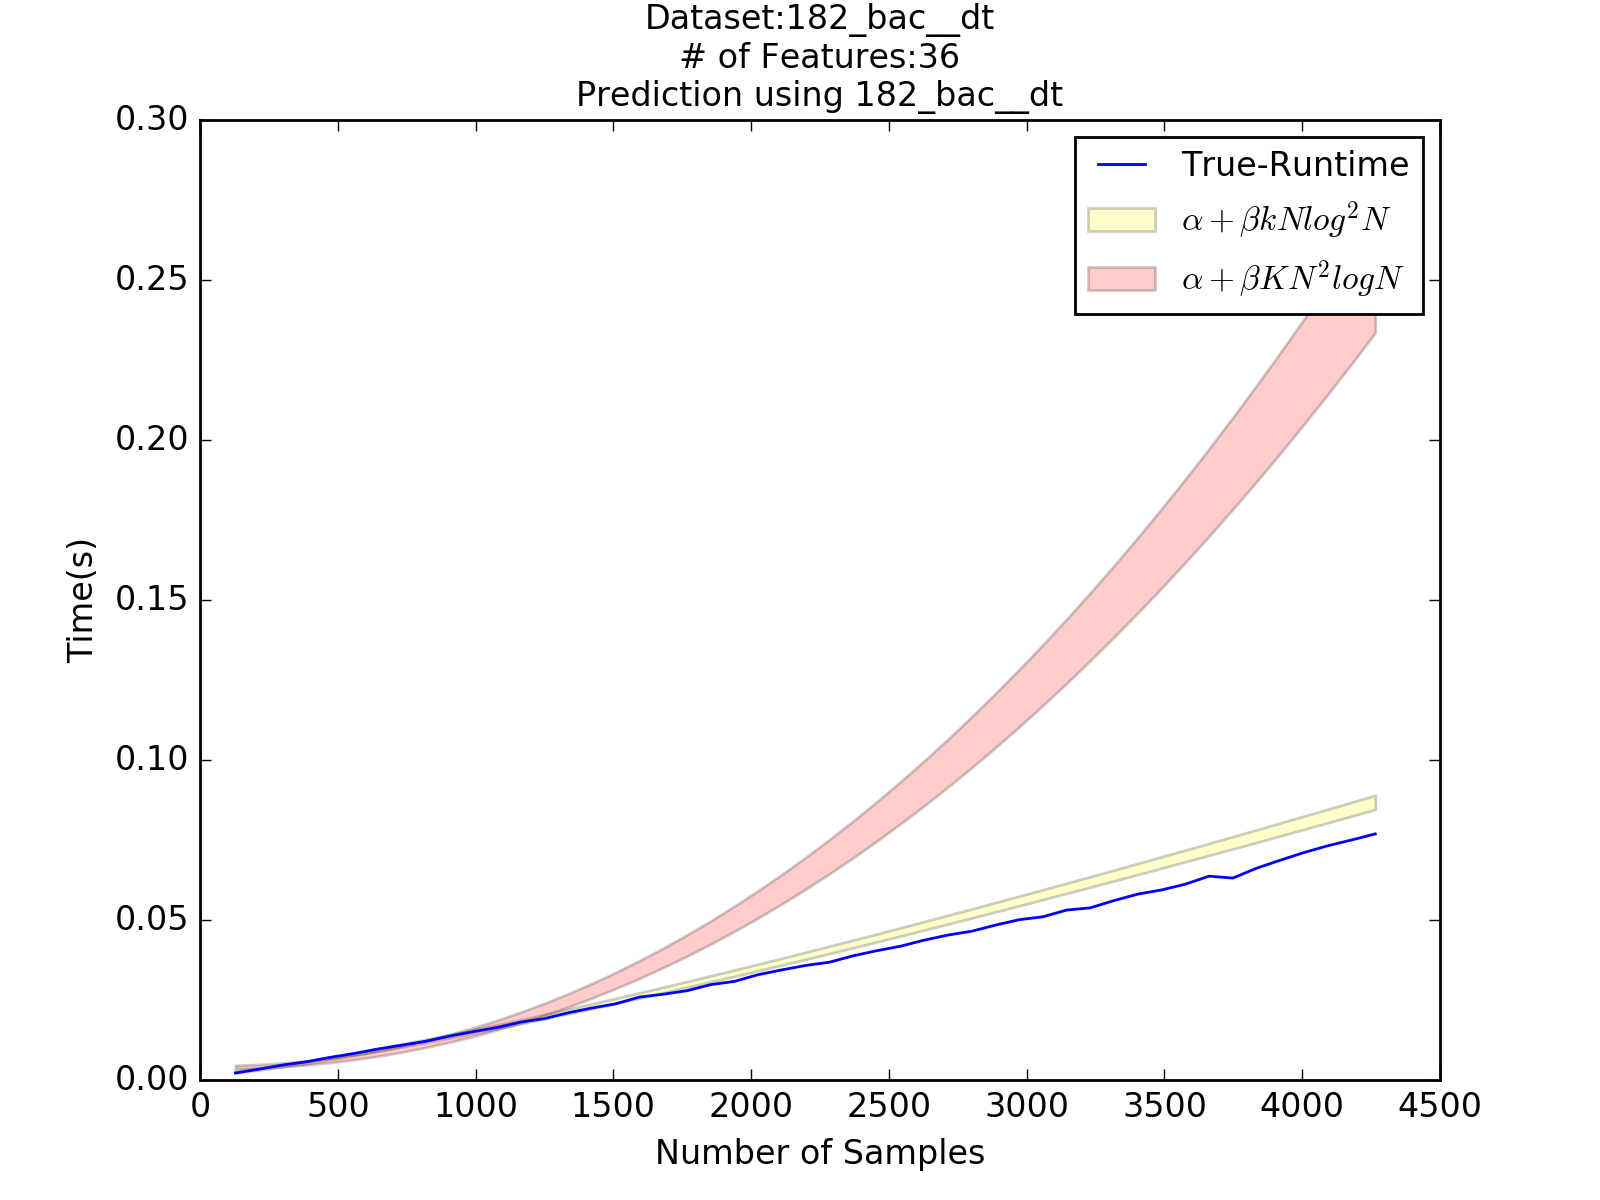 Dataset:182_bac__dt
# of Features:36
Prediction using 182_bac__dt
0.30
0.25
0.20
0.15
0.10
0.05
0.00
Time(s)
True-Runtime
α + βkNlog²N
α + βKN²logN
0 500 1000 1500 2000 2500 3000 3500 4000 4500
Number of Samples